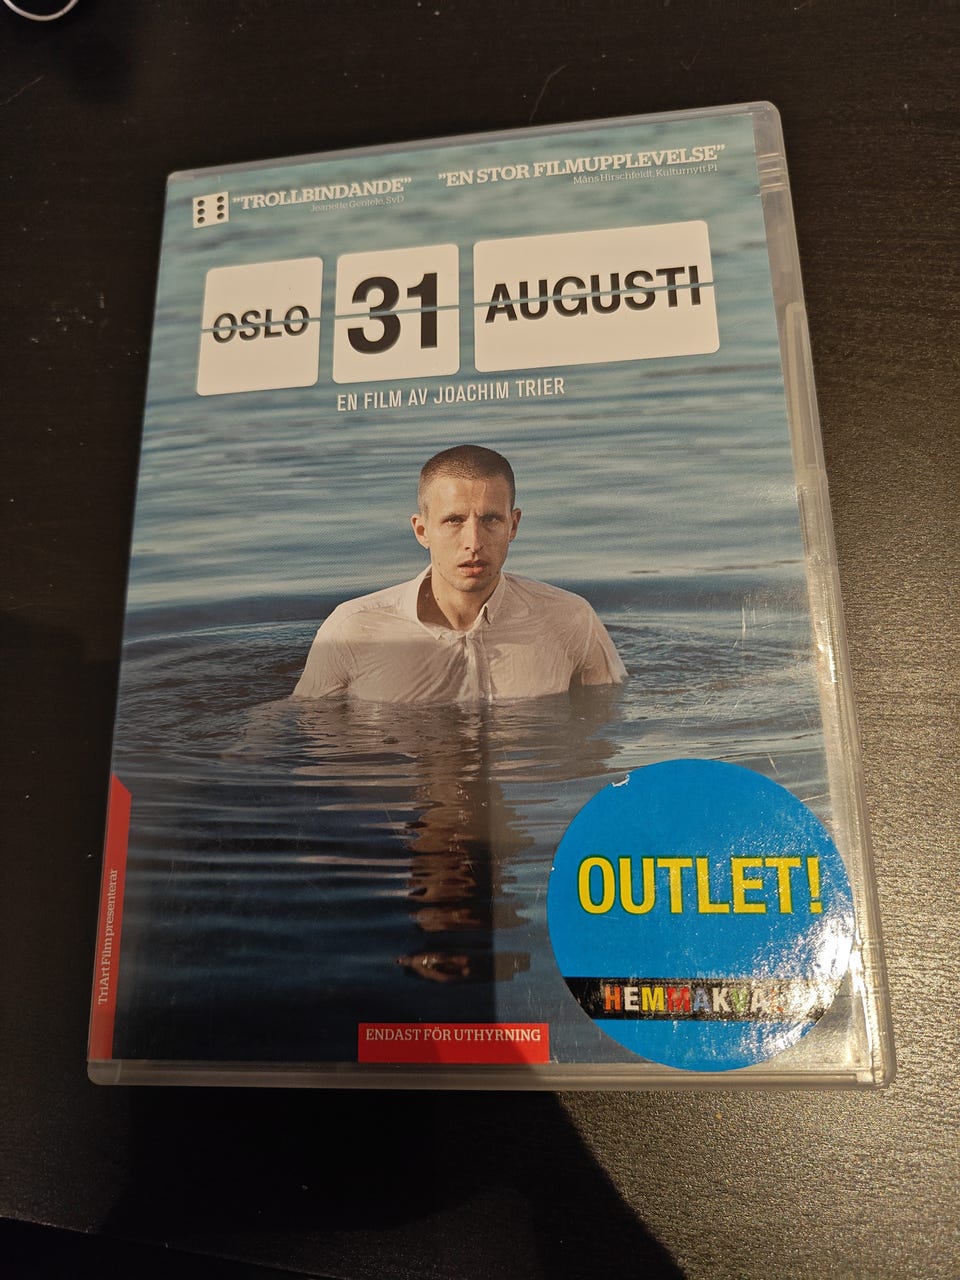 "TROLLBINDANDE"
Jeanette Gentele, SvD
"EN STOR FILMUPPLEVELSE"
Måns Hirschfeldt, Kulturnytt P1
OSLO 31 AUGUSTI
EN FILM AV JOACHIM TRIER
TriArt Film presenterar
OUTLET!
ENDAST FÖR UTHYRNING